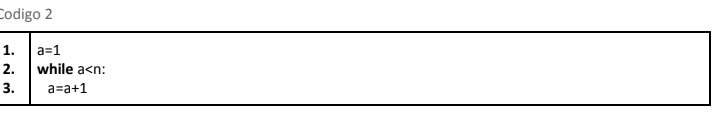 Codigo 2
1. a=1
2. while a<n:
3. a=a+1